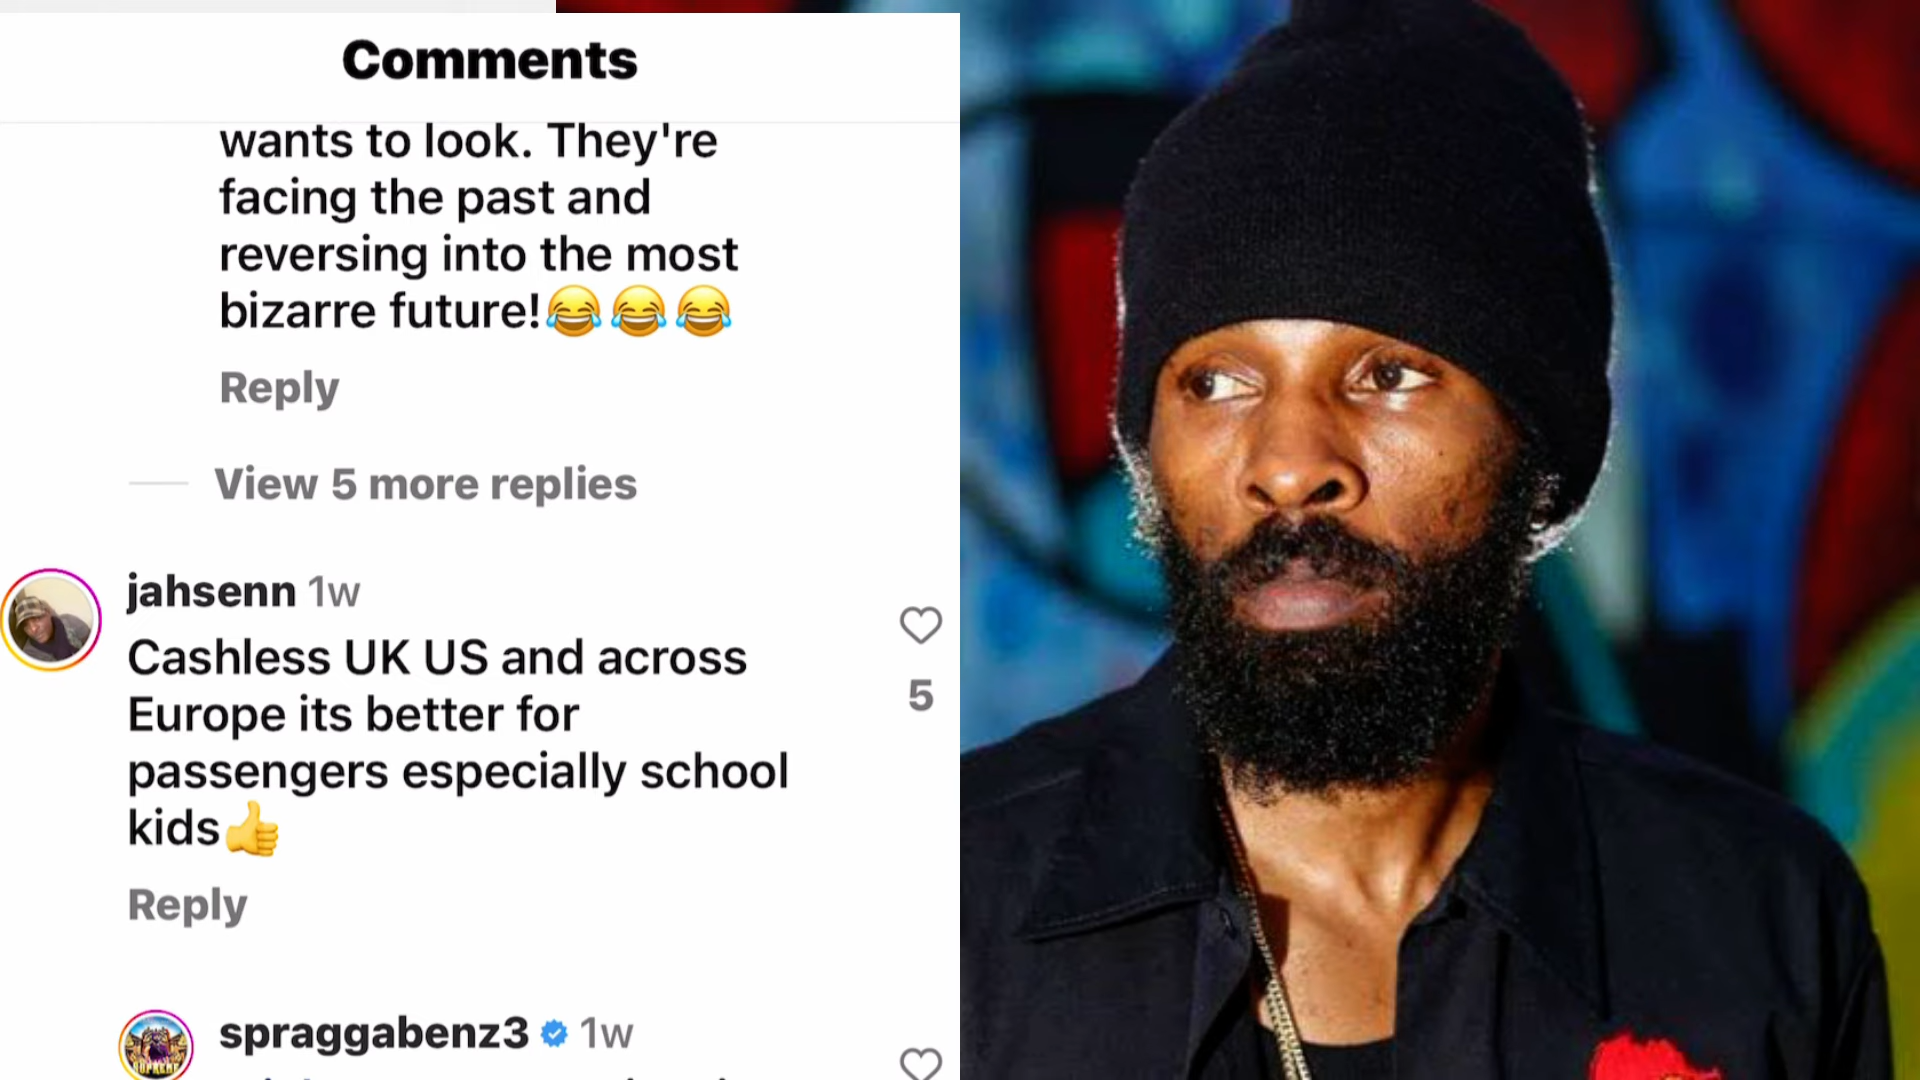 Comments
wants to look. They're
facing the past and
reversing into the most
bizarre future!😂😂😂
Reply
View 5 more replies
jahsenn 1w
Cashless UK US and across
Europe its better for
passengers especially school
kids👍
5
Reply
spraggabenz3 1w